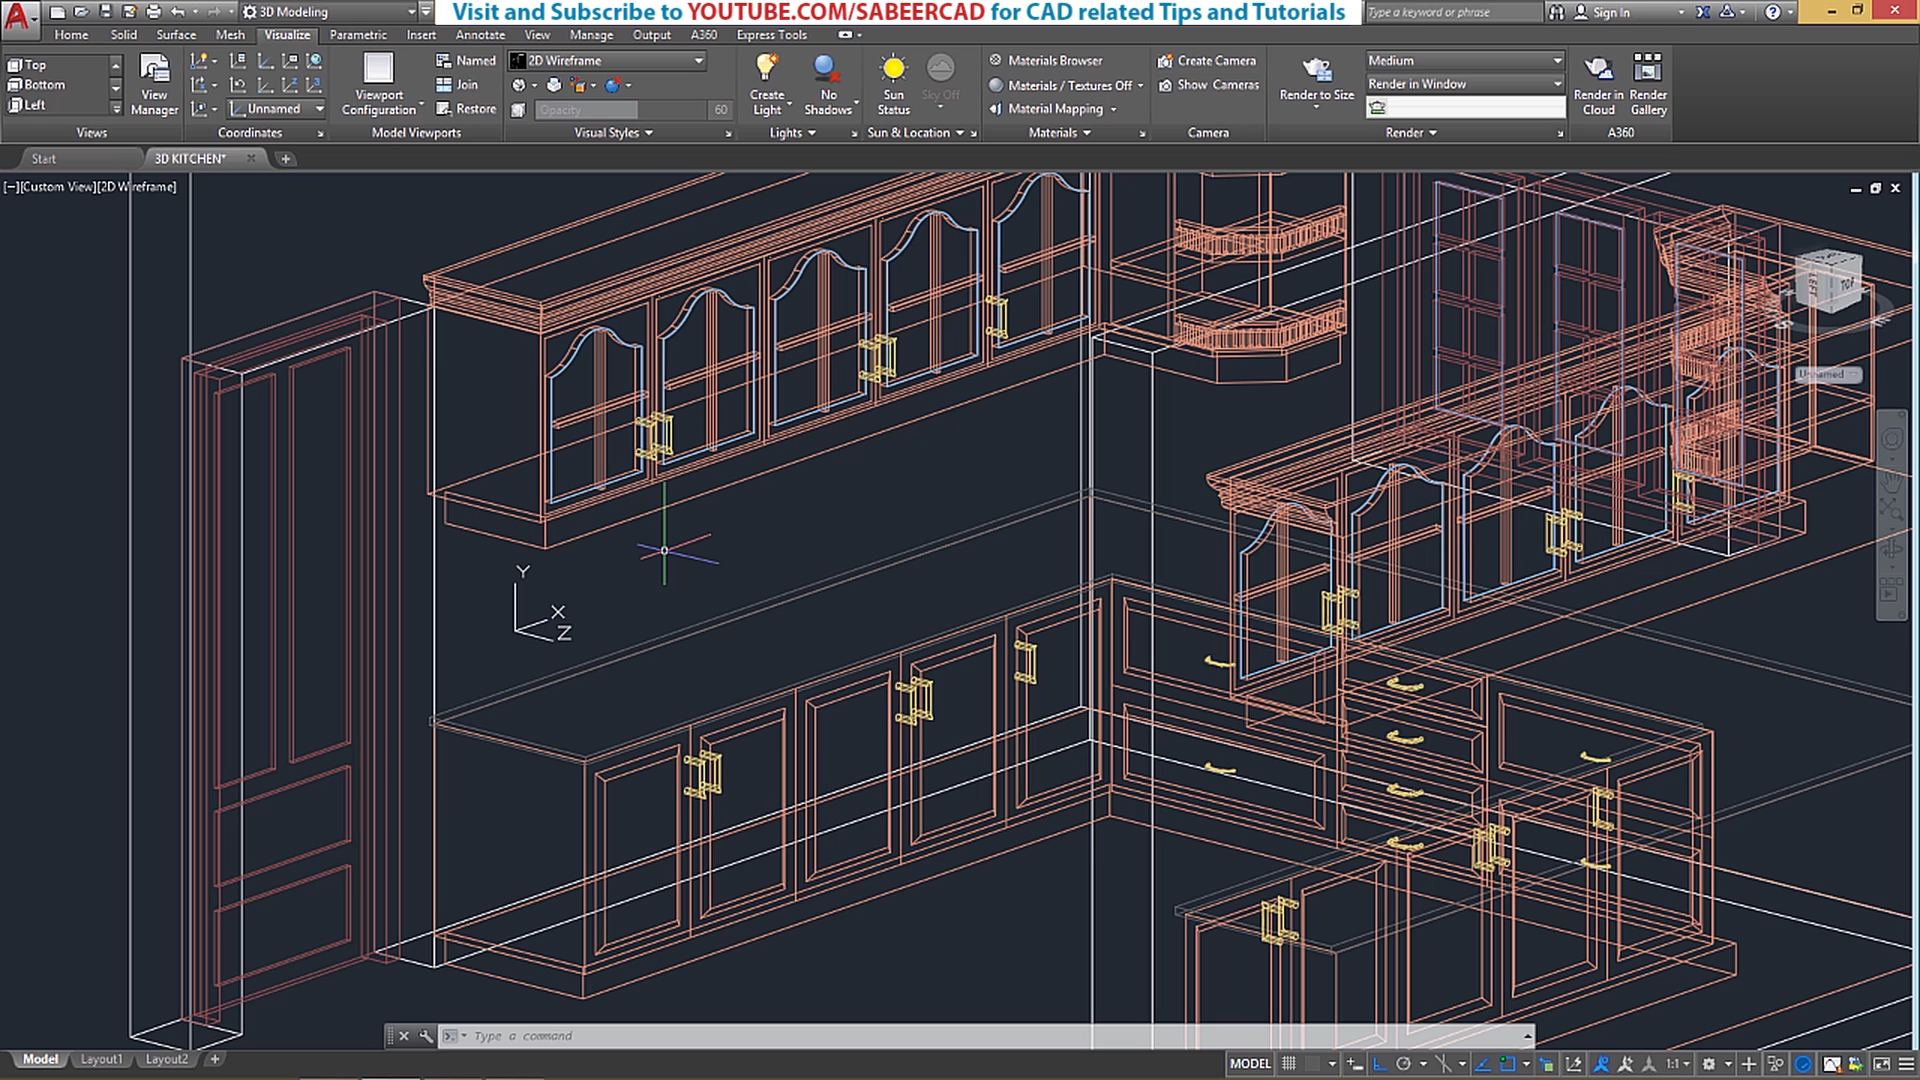 3D Modeling
Visit and Subscribe to YOUTUBE.COM/SABEERCAD for CAD related Tips and Tutorials
Type a keyword or phrase
Sign In
Home Solid Surface Mesh Visualize Parametric Insert Annotate View Manage Output A360 Express Tools
Top
Bottom
Left
View Manager
Unnamed
Viewport Configuration
Named
Join
Restore
2D Wireframe
Opacity 60
Create Light
No Shadows
Sun Status
Sky Off
Materials Browser
Materials / Textures Off
Material Mapping
Create Camera
Show Cameras
Render to Size
Medium
Render in Window
Render in Cloud
Render Gallery
Views Coordinates Model Viewports Visual Styles Lights Sun & Location Materials Camera Render A360
Start 3D KITCHEN*
[−][Custom View][2D Wireframe]
LEFT
TOP
Unnamed
Y
X
Z
Type a command
Model Layout1 Layout2
MODEL
1:1